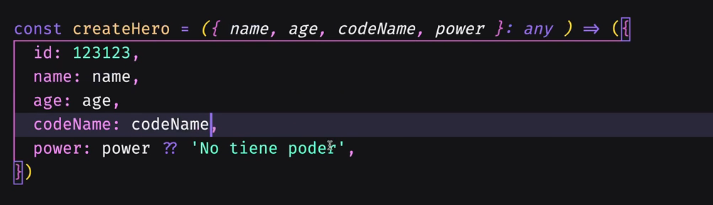 const createHero = ({ name, age, codeName, power }: any ) => ({
id: 123123,
name: name,
age: age,
codeName: codeName,
power: power ?? 'No tiene poder',
})